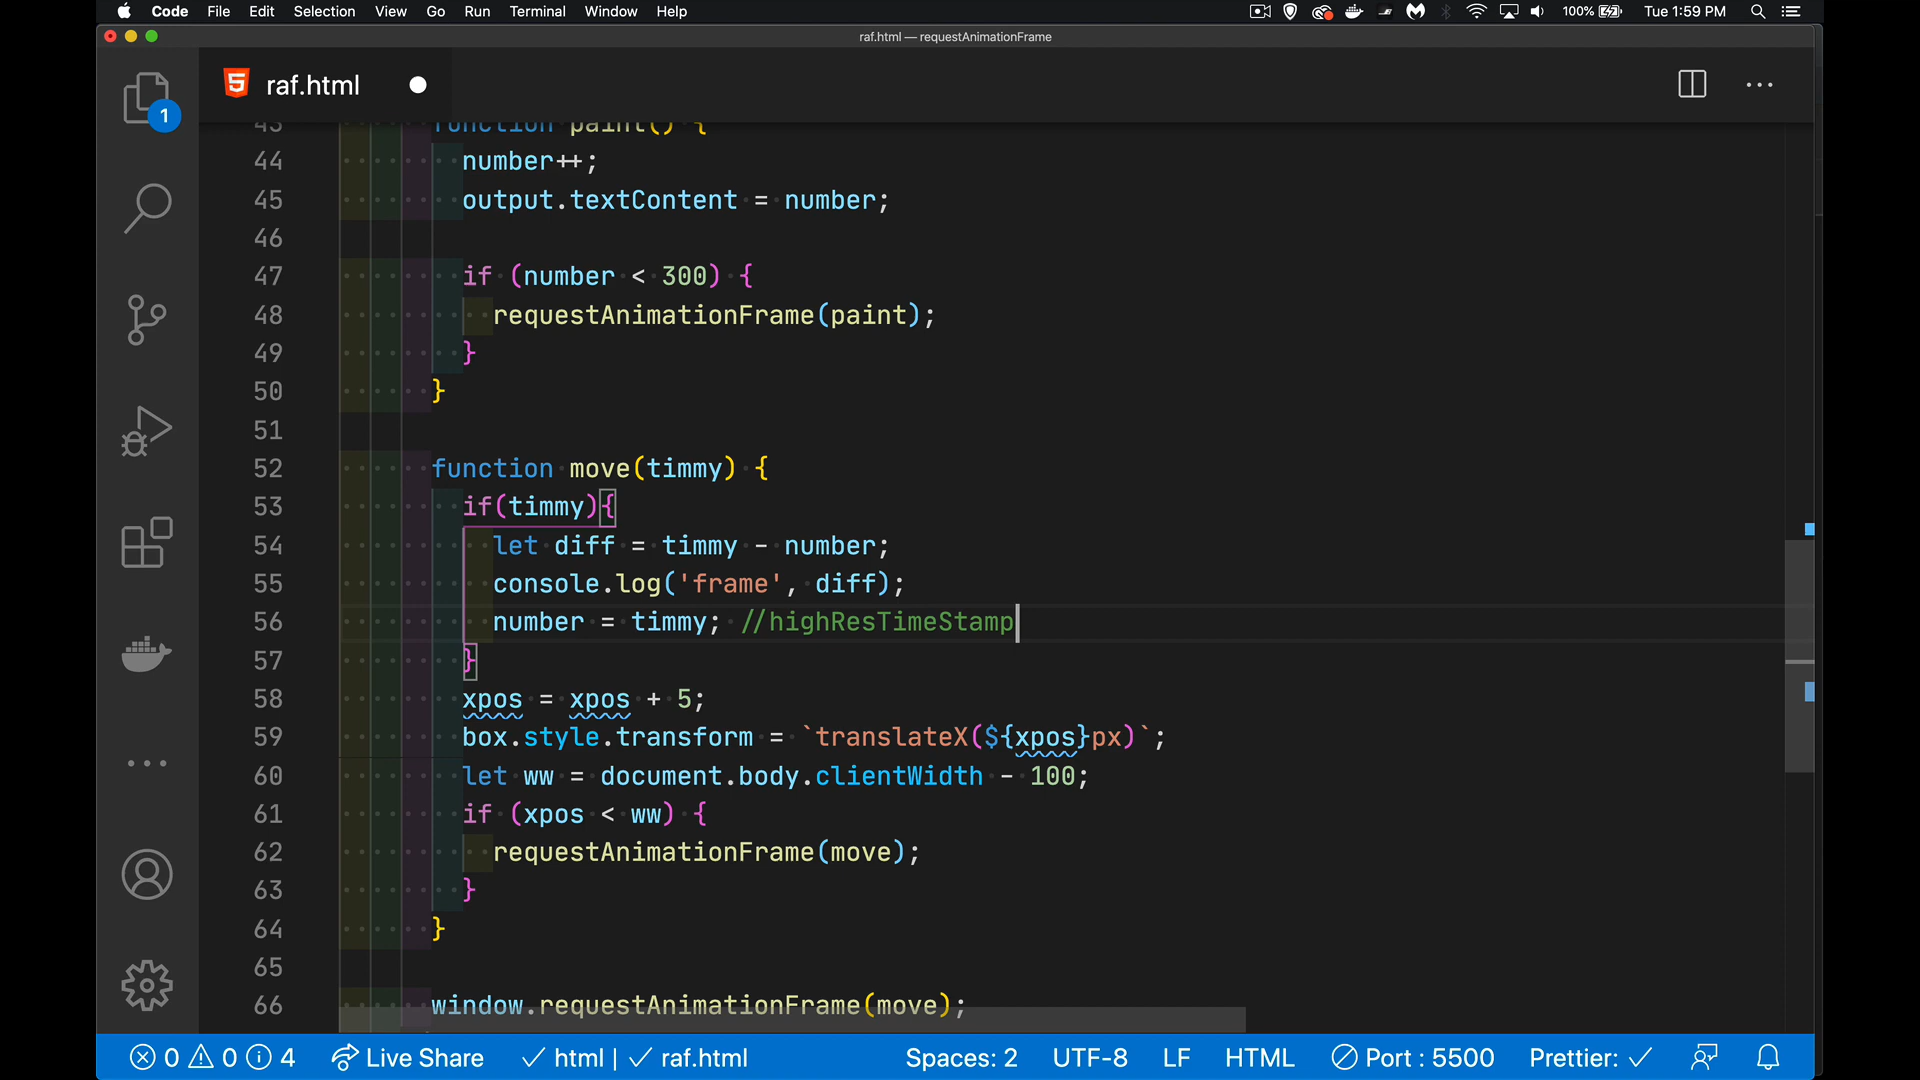 Code File Edit Selection View Go Run Terminal Window Help 100% Tue 1:59 PM
raf.html — requestAnimationFrame
raf.html
1
43 function paint() {
44 number++;
45 output.textContent = number;
46
47 if (number < 300) {
48 requestAnimationFrame(paint);
49 }
50 }
51
52 function move(timmy) {
53 if(timmy){
54 let diff = timmy - number;
55 console.log('frame', diff);
56 number = timmy; //highResTimeStamp
57 }
58 xpos = xpos + 5;
59 box.style.transform = `translateX(${xpos}px)`;
60 let ww = document.body.clientWidth - 100;
61 if (xpos < ww) {
62 requestAnimationFrame(move);
63 }
64 }
65
66 window.requestAnimationFrame(move);
0 0 4 Live Share html | raf.html Spaces: 2 UTF-8 LF HTML Port : 5500 Prettier: